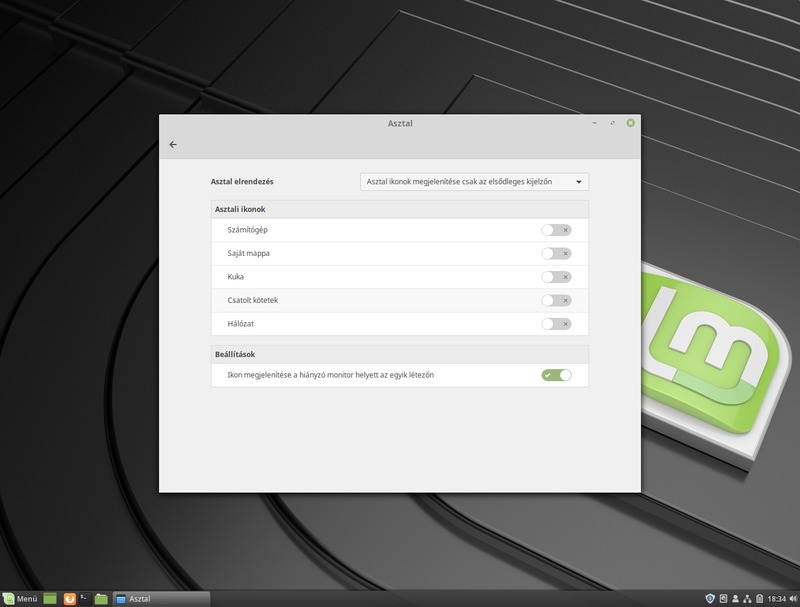 Asztal
Asztal elrendezés
Asztal ikonok megjelenítése csak az elsődleges kijelzőn
Asztali ikonok
Számítógép
Saját mappa
Kuka
Csatolt kötetek
Hálózat
Beállítások
Ikon megjelenítése a hiányzó monitor helyett az egyik létezőn
Menü
Asztal
18:34